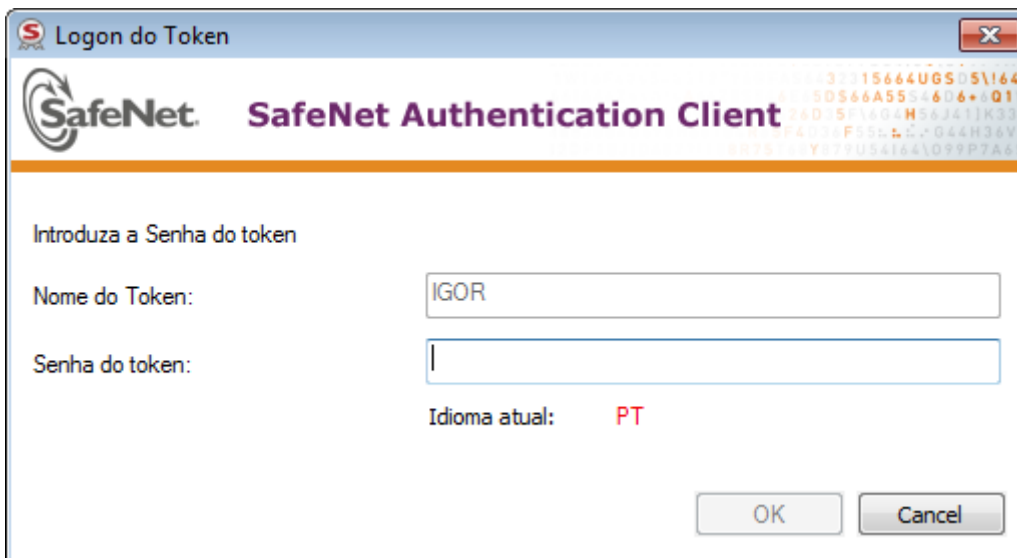 Logon do Token
SafeNet. SafeNet Authentication Client
Introduza a Senha do token
Nome do Token: IGOR
Senha do token:
Idioma atual: PT
OK Cancel